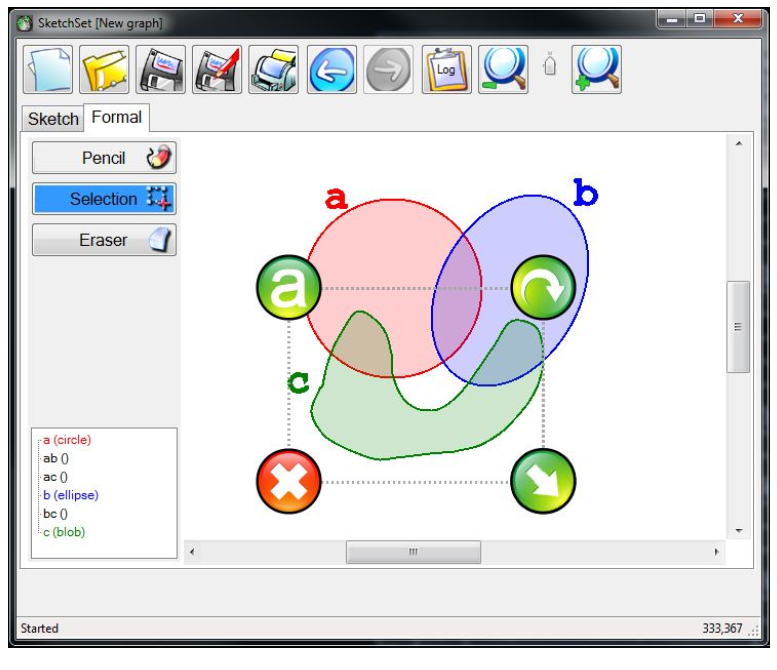 SketchSet [New graph]
Log
Sketch Formal
Pencil
Selection
Eraser
a
b
a
c
a (circle)
ab ()
ac ()
b (ellipse)
bc ()
c (blob)
Started 333,367